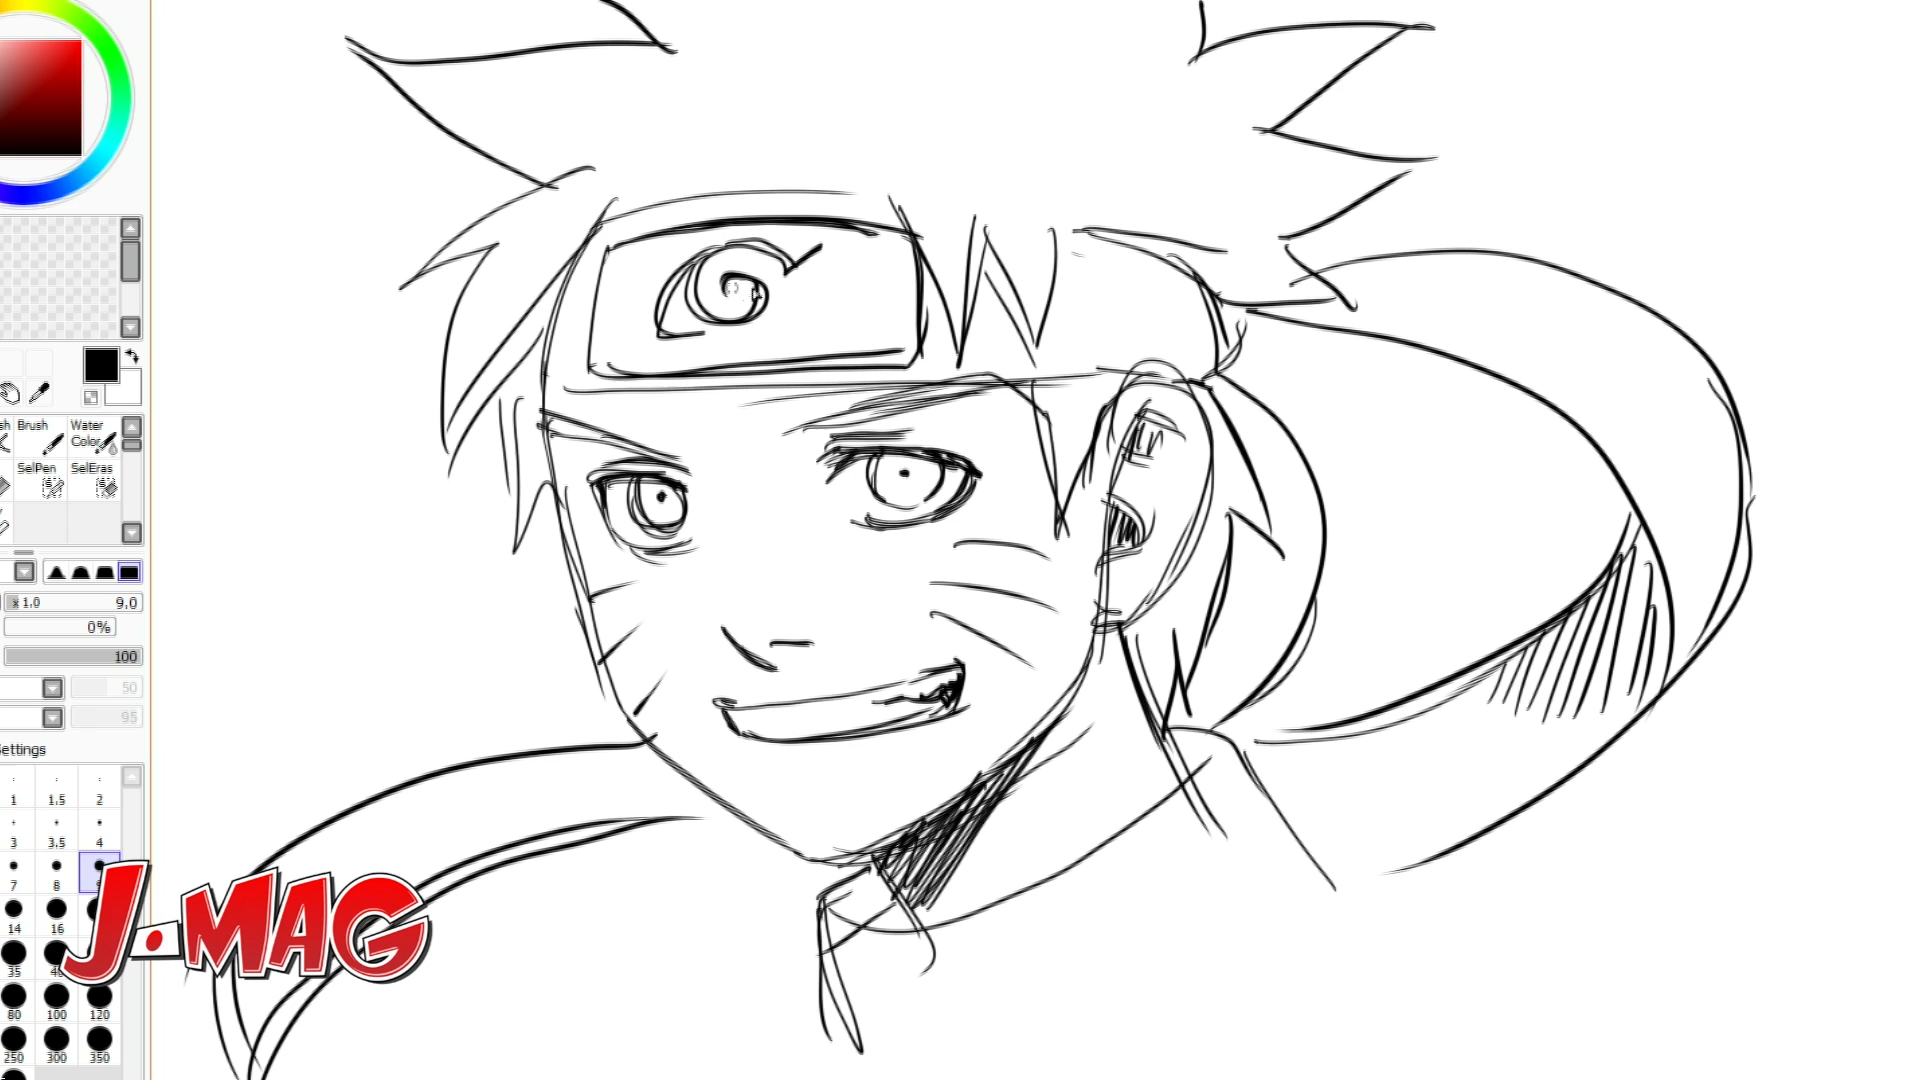 sh Brush Water
Color
SelPen SelEras
x 1.0 9.0
0%
100
50
95
ettings
1 1.5 2
3 3.5 4
7 8
14 16
35
80 100 120
250 300 350
J•MAG